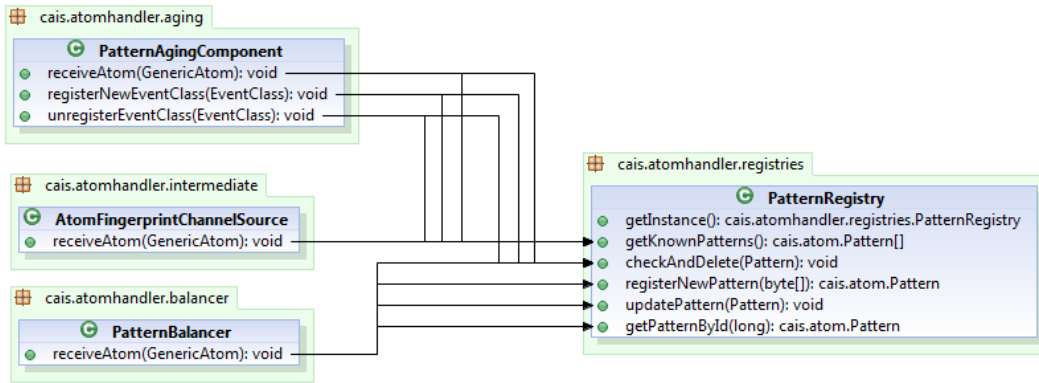 cais.atomhandler.aging
PatternAgingComponent
receiveAtom(GenericAtom): void
registerNewEventClass(EventClass): void
unregisterEventClass(EventClass): void
cais.atomhandler.intermediate
AtomFingerprintChannelSource
receiveAtom(GenericAtom): void
cais.atomhandler.balancer
PatternBalancer
receiveAtom(GenericAtom): void
cais.atomhandler.registries
PatternRegistry
getInstance(): cais.atomhandler.registries.PatternRegistry
getKnownPatterns(): cais.atom.Pattern[]
checkAndDelete(Pattern): void
registerNewPattern(byte[]): cais.atom.Pattern
updatePattern(Pattern): void
getPatternById(long): cais.atom.Pattern